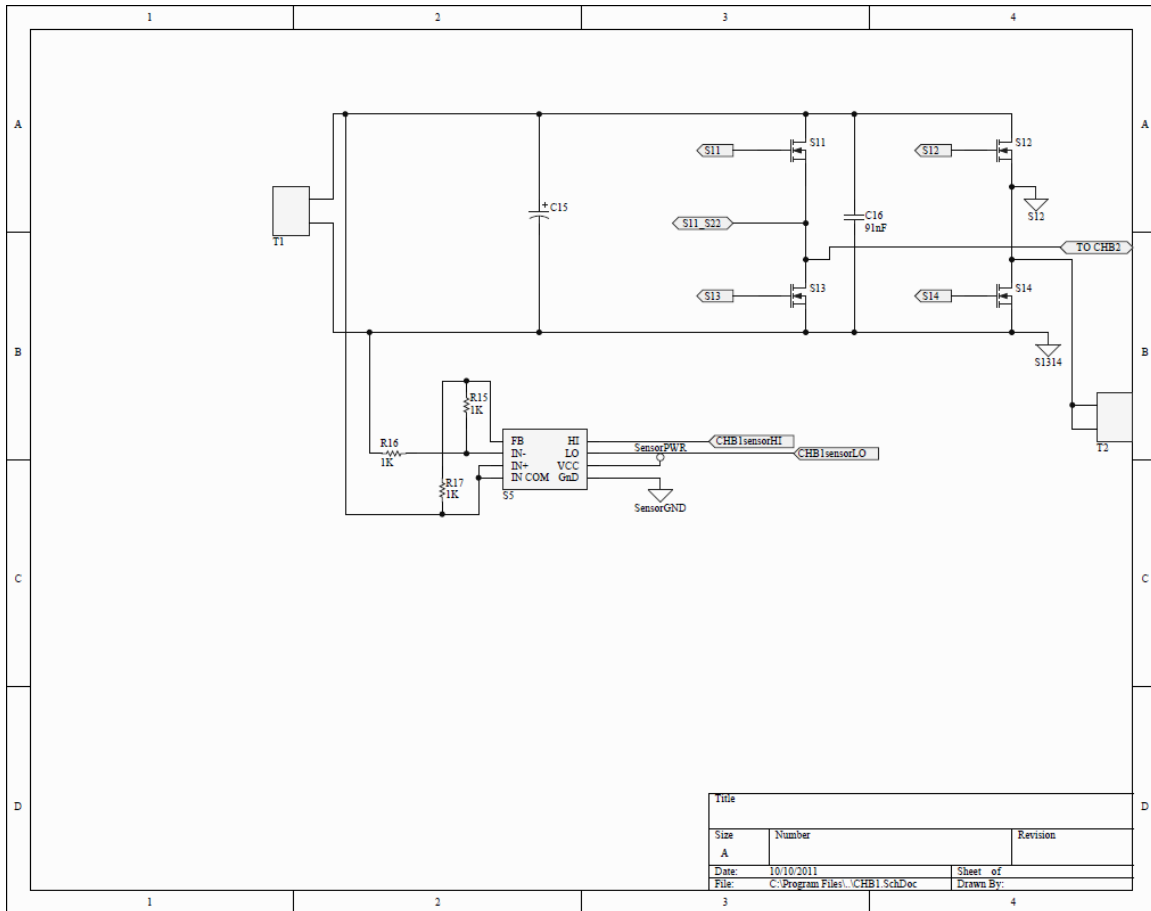 1 2 3 4
A A
S11 S11 S12 S12
+ C15
S11_S22
C16
91nF
S12
T1
TO CHB2
S13 S13 S14 S14
B B
S1314
R15
1K
R16
1K
R17
1K
FB HI
IN- LO
IN+ VCC
IN COM GnD
S5
CHB1sensorHI
SensorPWR
CHB1sensorLO
SensorGND
T2
C C
D D
Title
Size Number Revision
A
Date: 10/10/2011 Sheet of
File: C:\Program Files\..\CHB1.SchDoc Drawn By:
1 2 3 4